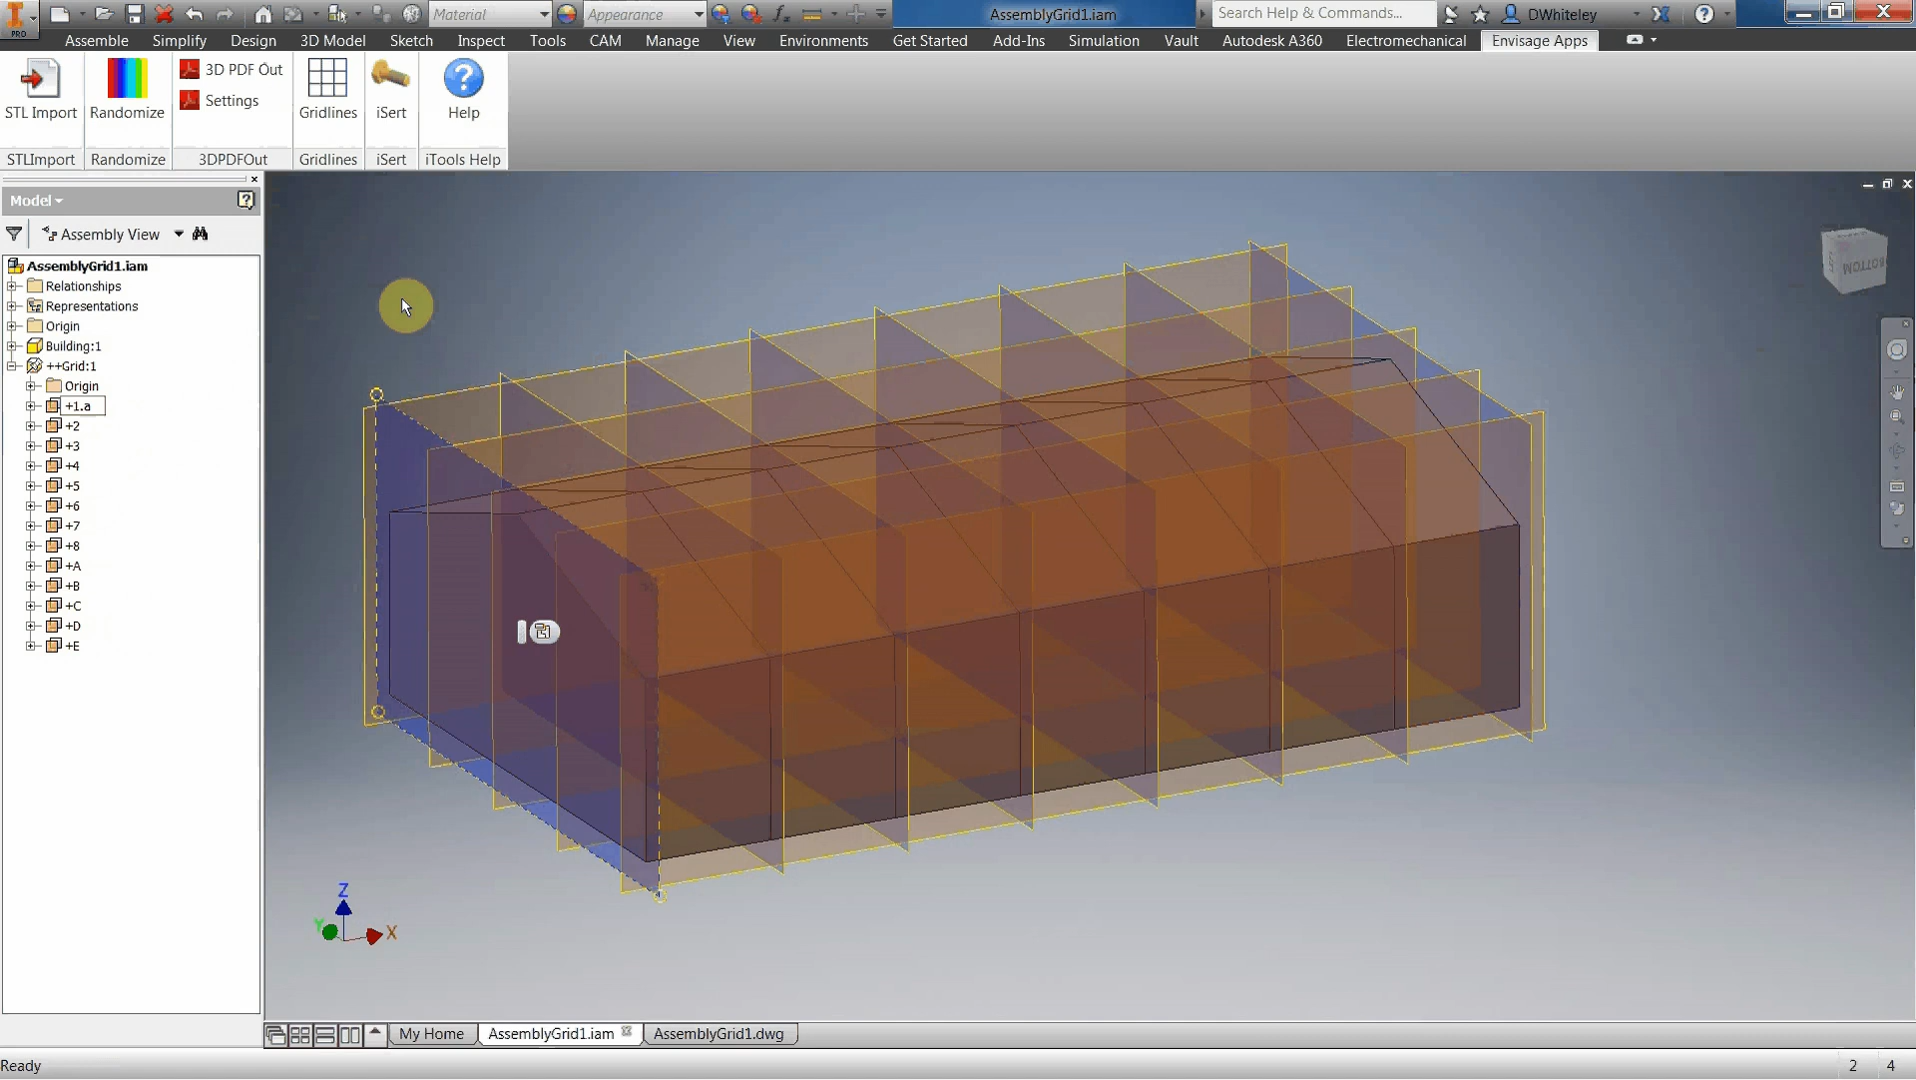 PRO
Material
Appearance
AssemblyGrid1.iam
Search Help & Commands...
DWhiteley
Assemble
Simplify
Design
3D Model
Sketch
Inspect
Tools
CAM
Manage
View
Environments
Get Started
Add-Ins
Simulation
Vault
Autodesk A360
Electromechanical
Envisage Apps
STL Import
Randomize
3D PDF Out
Settings
Gridlines
iSert
Help
STLImport
Randomize
3DPDFOut
Gridlines
iSert
iTools Help
Model
Assembly View
AssemblyGrid1.iam
Relationships
Representations
Origin
Building:1
++Grid:1
Origin
+1.a
+2
+3
+4
+5
+6
+7
+8
+A
+B
+C
+D
+E
BOTTOM
Z
Y
X
My Home
AssemblyGrid1.iam
AssemblyGrid1.dwg
Ready
2
4